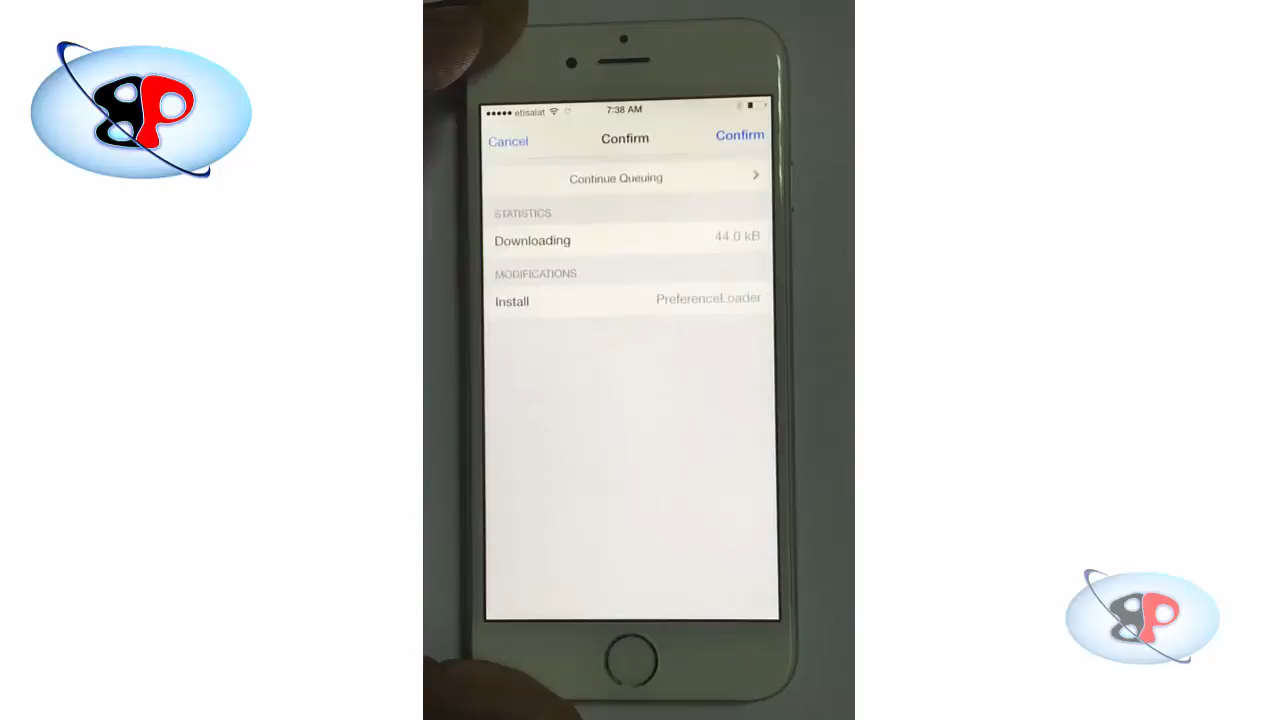 etisalat 7:38 AM
Cancel Confirm Confirm
Continue Queuing
STATISTICS
Downloading 44.0 kB
MODIFICATIONS
Install PreferenceLoader